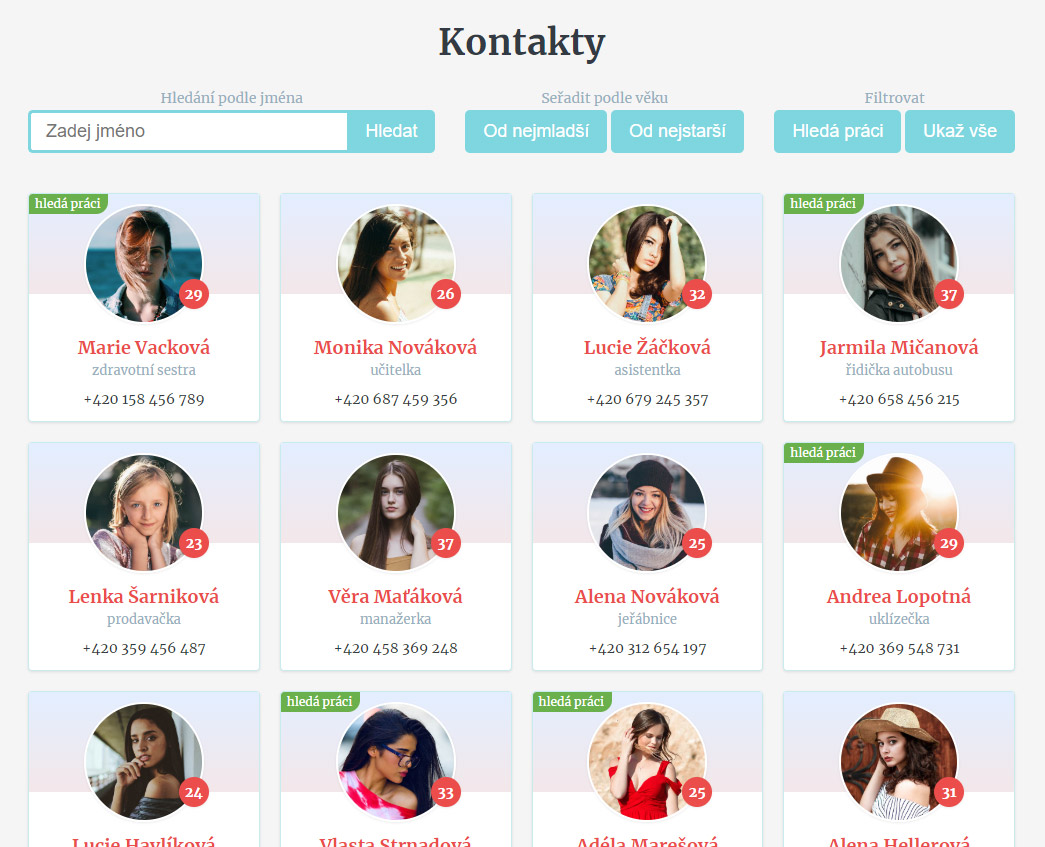 Kontakty
Hledání podle jména
Zadej jméno
Hledat
Seřadit podle věku
Od nejmladší
Od nejstarší
Filtrovat
Hledá práci
Ukaž vše
hledá práci
29
Marie Vacková
zdravotní sestra
+420 158 456 789
26
Monika Nováková
učitelka
+420 687 459 356
32
Lucie Žáčková
asistentka
+420 679 245 357
hledá práci
37
Jarmila Mičanová
řidička autobusu
+420 658 456 215
23
Lenka Šarniková
prodavačka
+420 359 456 487
37
Věra Maťáková
manažerka
+420 458 369 248
25
Alena Nováková
jeřábnice
+420 312 654 197
hledá práci
29
Andrea Lopotná
uklízečka
+420 369 548 731
24
Lucie Havlíková
hledá práci
33
Vlasta Strnadová
hledá práci
25
Adéla Marešová
31
Alena Hellerová